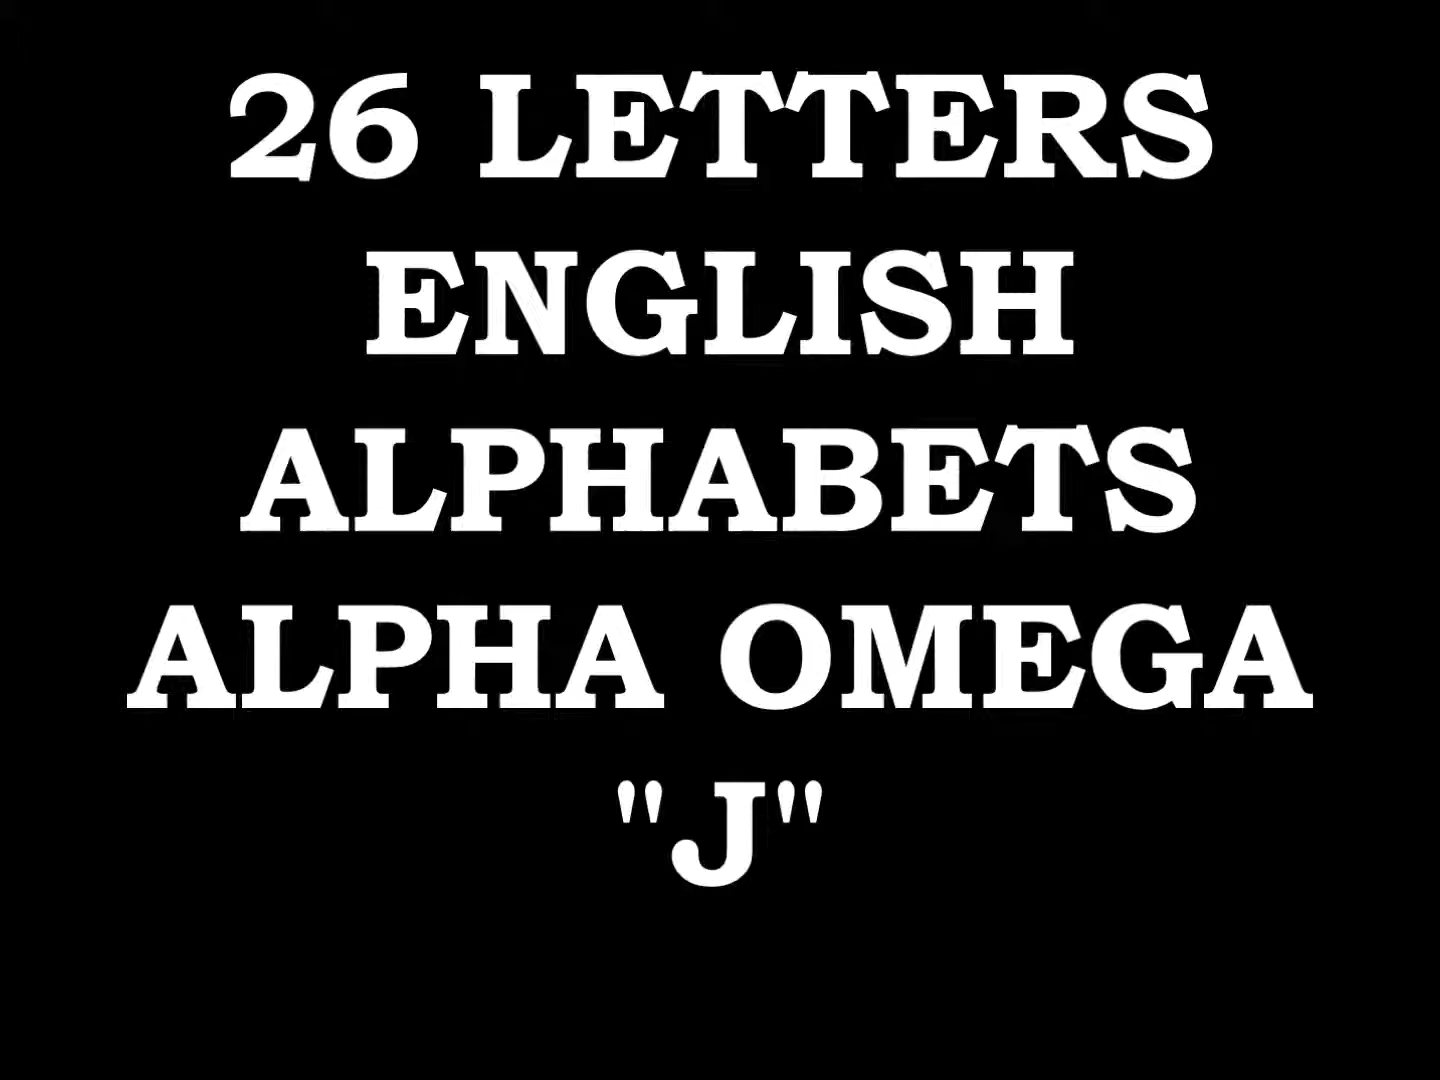 26 LETTERS
ENGLISH
ALPHABETS
ALPHA OMEGA
"J"